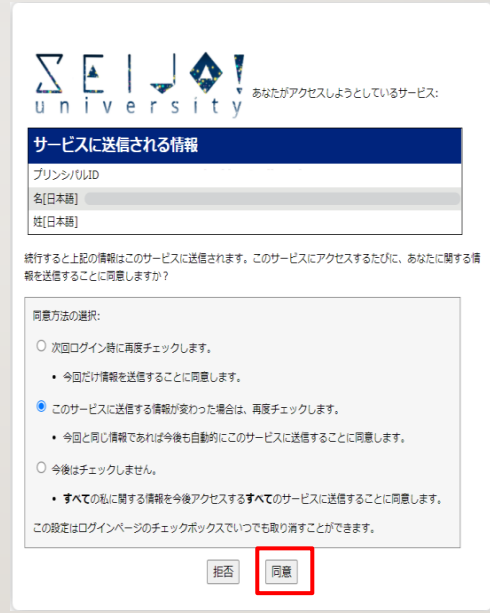 SEIJO!
university
あなたがアクセスしようとしているサービス:
サービスに送信される情報
プリンシパルID
名[日本語]
姓[日本語]
続行すると上記の情報はこのサービスに送信されます。このサービスにアクセスするたびに、あなたに関する情
報を送信することに同意しますか？
同意方法の選択:
次回ログイン時に再度チェックします。
• 今回だけ情報を送信することに同意します。
このサービスに送信する情報が変わった場合は、再度チェックします。
• 今回と同じ情報であれば今後も自動的にこのサービスに送信することに同意します。
今後はチェックしません。
• すべての私に関する情報を今後アクセスするすべてのサービスに送信することに同意します。
この設定はログインページのチェックボックスでいつでも取り消すことができます。
拒否 同意